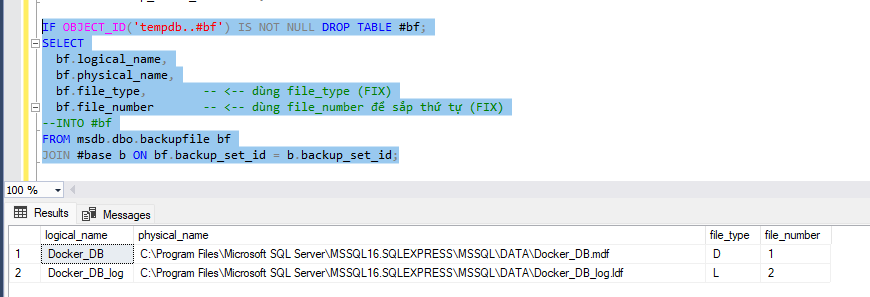 IF OBJECT_ID('tempdb..#bf') IS NOT NULL DROP TABLE #bf;
SELECT
bf.logical_name,
bf.physical_name,
bf.file_type, -- <-- dùng file_type (FIX)
bf.file_number -- <-- dùng file_number để sắp thứ tự (FIX)
--INTO #bf
FROM msdb.dbo.backupfile bf
JOIN #base b ON bf.backup_set_id = b.backup_set_id;
100 %
Results Messages
logical_name physical_name file_type file_number
1 Docker_DB C:\Program Files\Microsoft SQL Server\MSSQL16.SQLEXPRESS\MSSQL\DATA\Docker_DB.mdf D 1
2 Docker_DB_log C:\Program Files\Microsoft SQL Server\MSSQL16.SQLEXPRESS\MSSQL\DATA\Docker_DB_log.ldf L 2